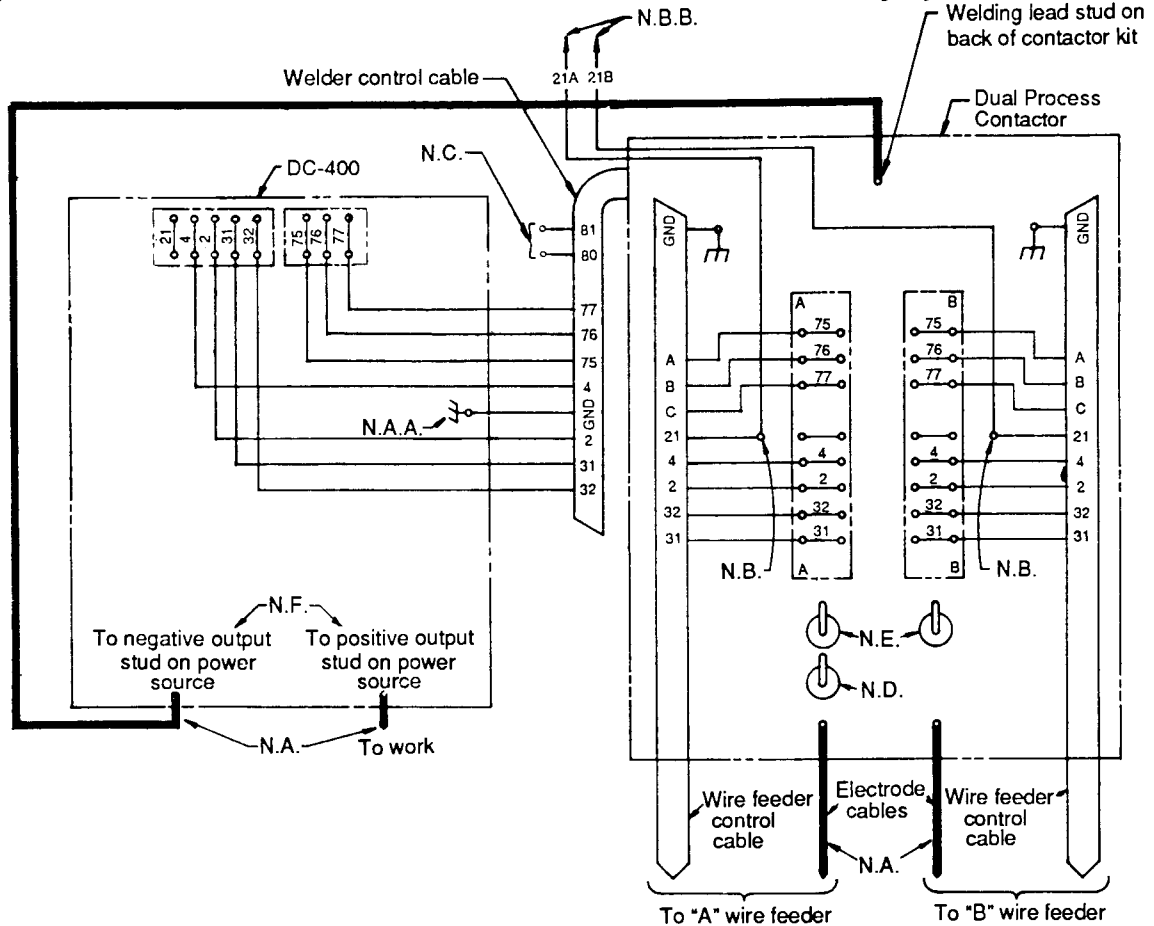 N.B.B.
Welding lead stud on
back of contactor kit
Welder control cable
21A 21B
Dual Process
Contactor
N.C.
DC-400
21 4 2 31 32 75 76 77
81
80
GND
GND
77
76
75
4
GND
2
31
32
N.A.A.
A
B
C
21
4
2
32
31
A
75
76
77
4
2
32
31
A
B
75
76
77
4
2
32
31
B
A
B
C
21
4
2
32
31
N.B.
N.B.
N.F.
To negative output
stud on power
source
To positive output
stud on power
source
N.E.
N.D.
N.A.
To work
Wire feeder
control
cable
Electrode
cables
Wire feeder
control
cable
N.A.
To "A" wire feeder
To "B" wire feeder